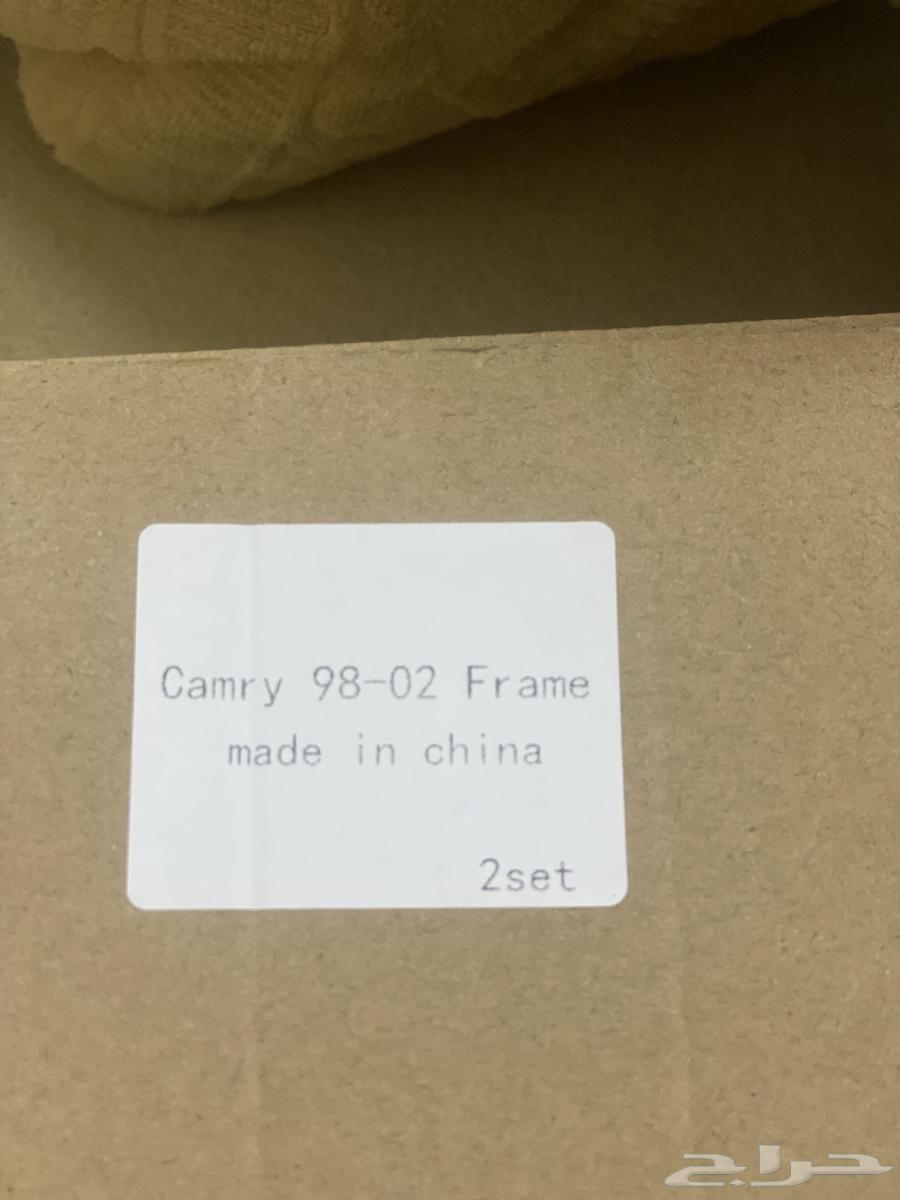 Camry 98-02 Frame
made in china
2set
حراج